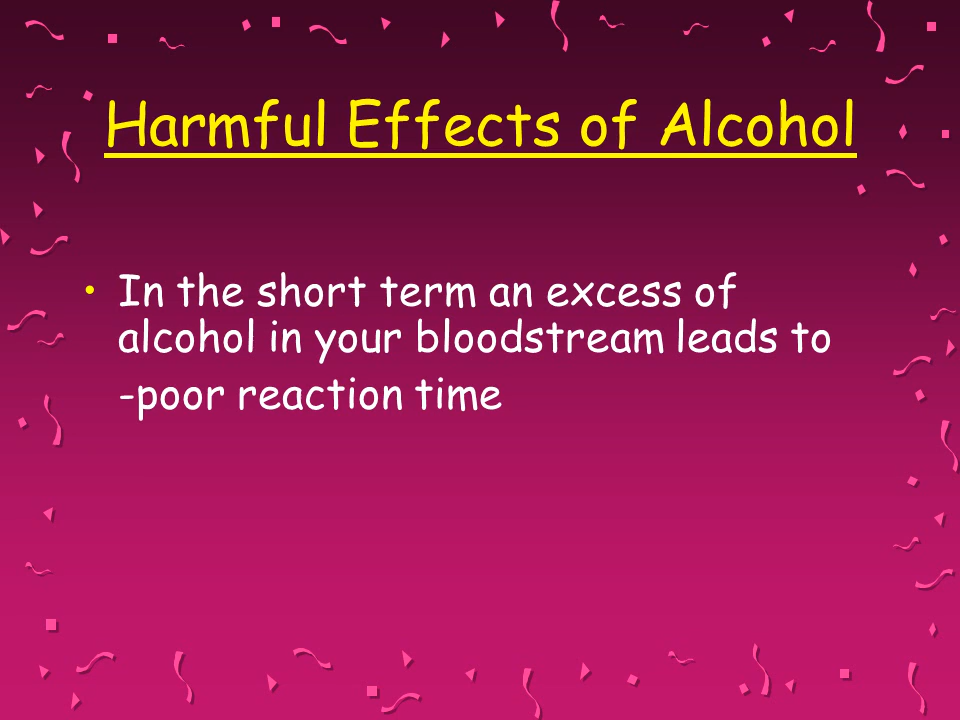 Harmful Effects of Alcohol
• In the short term an excess of
alcohol in your bloodstream leads to
-poor reaction time